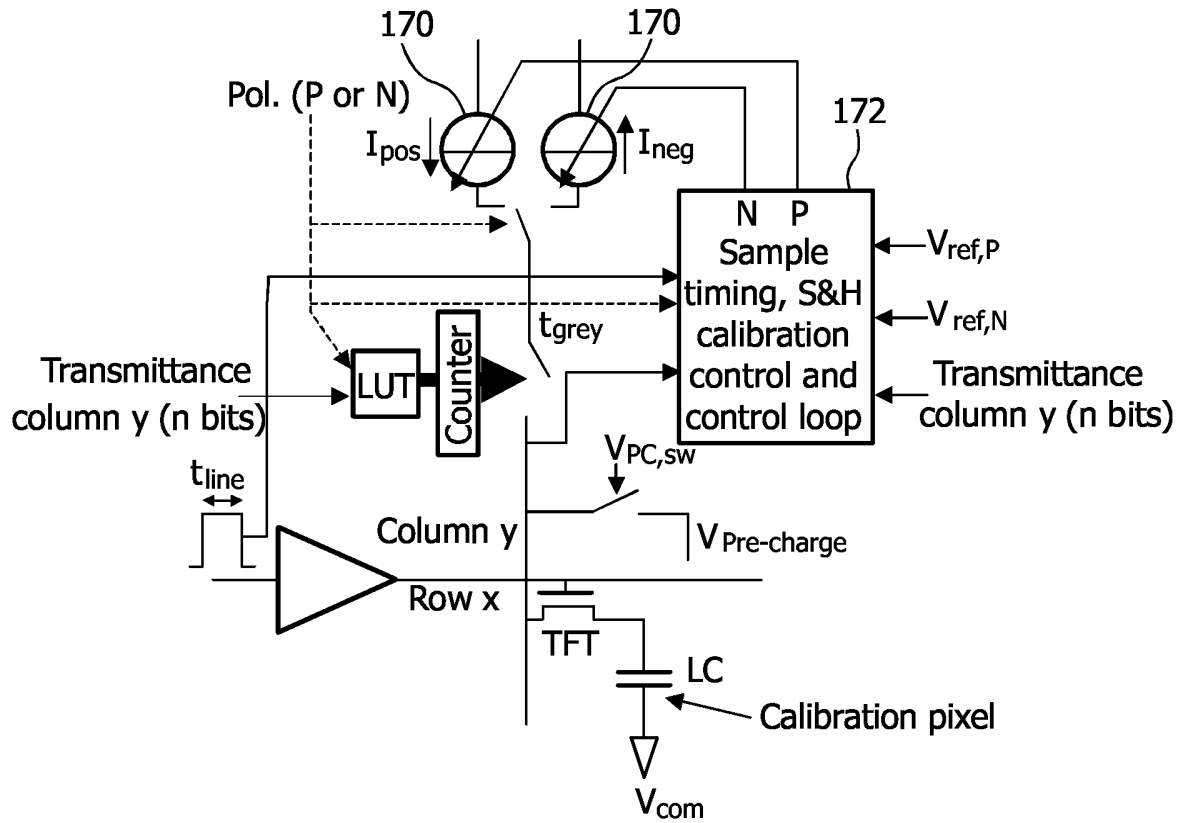 170
170
Pol. (P or N)
172
Ipos
Ineg
N P
Sample
timing, S&H
calibration
control and
control loop
Vref,P
Vref,N
tgrey
Transmittance
column y (n bits)
LUT
Counter
Transmittance
column y (n bits)
VPC,sw
tline
Column y
VPre-charge
Row x
TFT
LC
Calibration pixel
Vcom